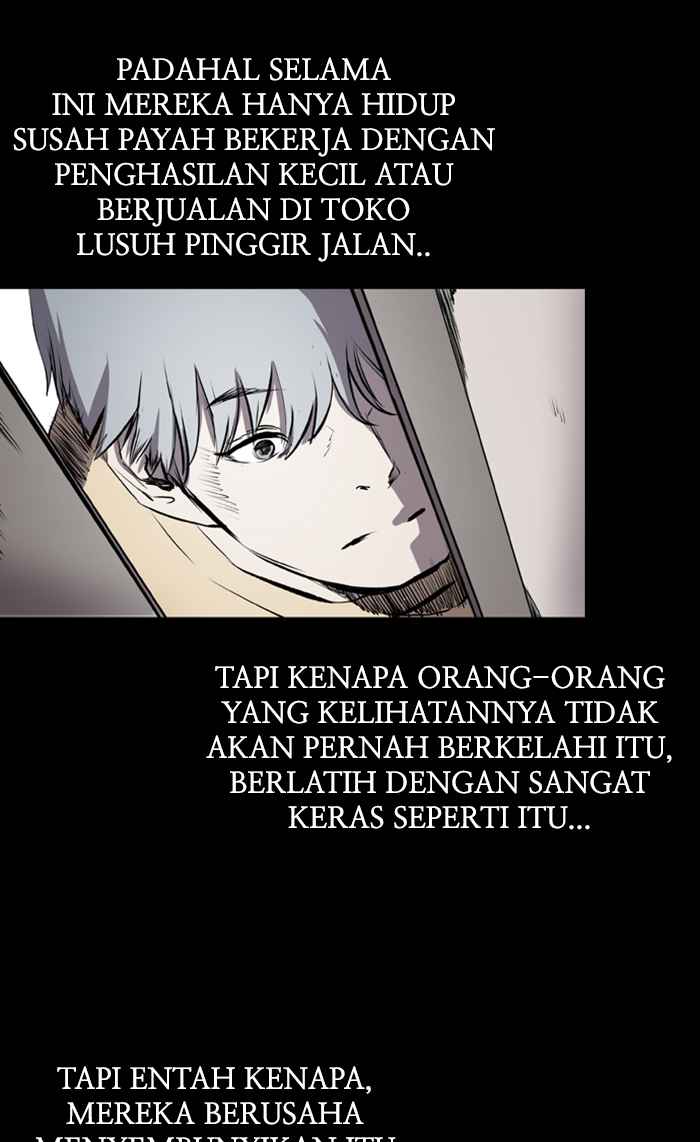 PADAHAL SELAMA
INI MEREKA HANYA HIDUP
SUSAH PAYAH BEKERJA DENGAN
PENGHASILAN KECIL ATAU
BERJUALAN DI TOKO
LUSUH PINGGIR JALAN..
TAPI KENAPA ORANG-ORANG
YANG KELIHATANNYA TIDAK
AKAN PERNAH BERKELAHI ITU,
BERLATIH DENGAN SANGAT
KERAS SEPERTI ITU...
TAPI ENTAH KENAPA,
MEREKA BERUSAHA
MENYEMBUNYIKAN ITU